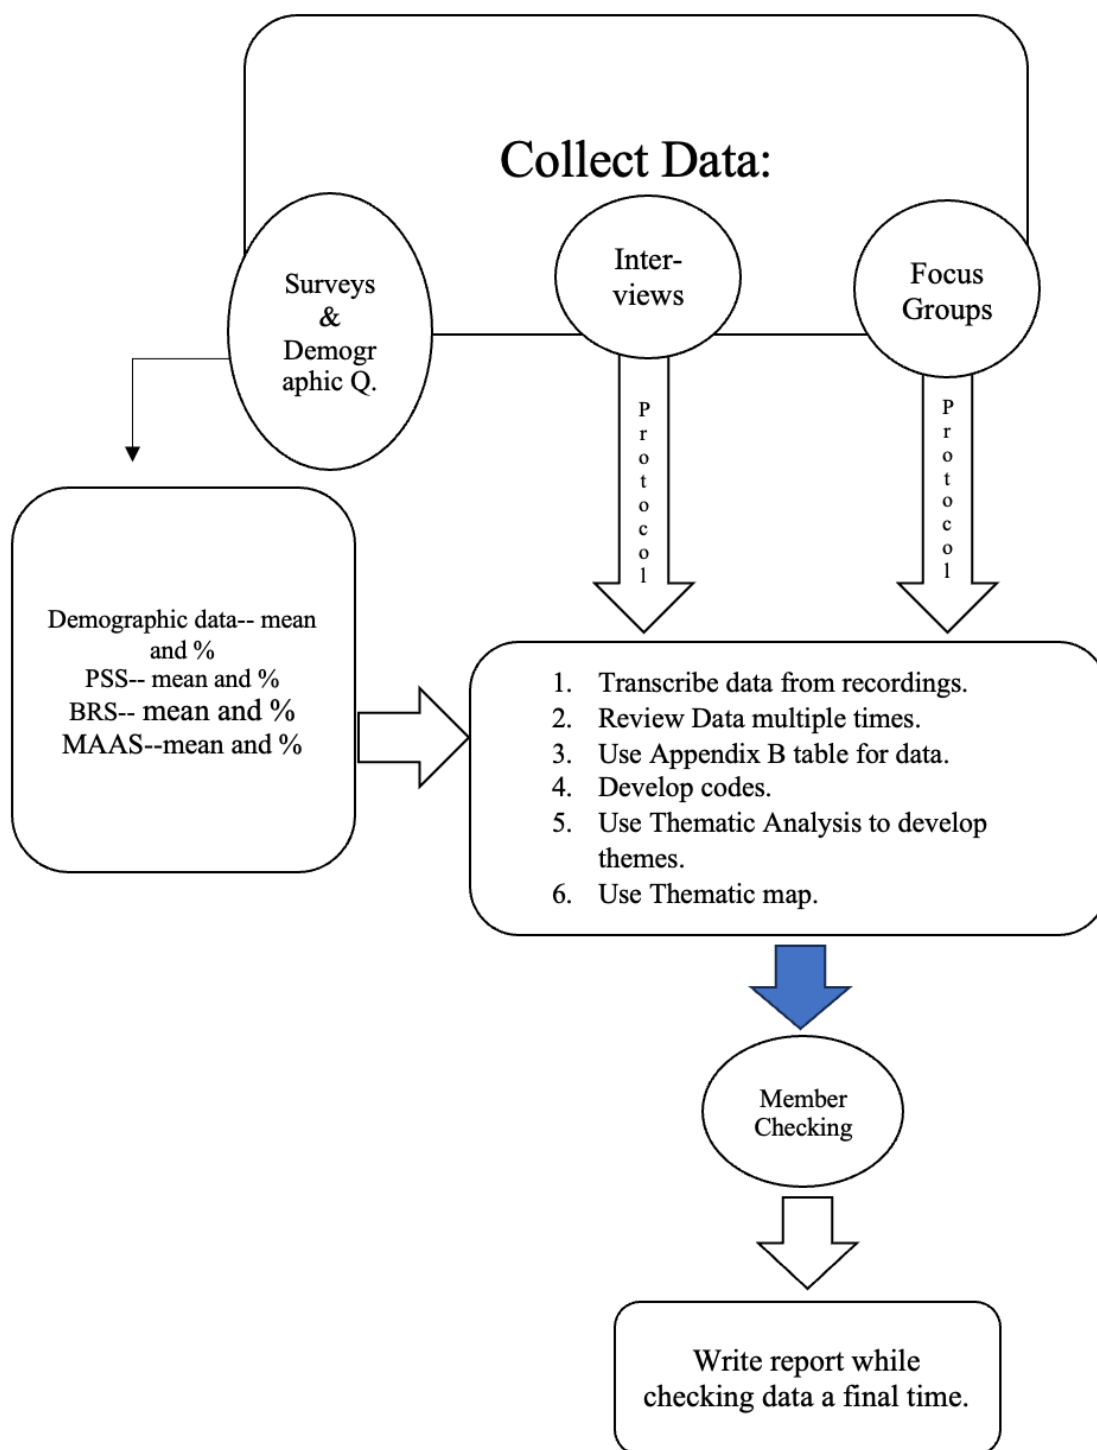 Collect Data:
Surveys
&
Demogr
aphic Q.
Inter-
views
Focus
Groups
Protocol
Protocol
Demographic data-- mean
and %
PSS-- mean and %
BRS-- mean and %
MAAS--mean and %
1. Transcribe data from recordings.
2. Review Data multiple times.
3. Use Appendix B table for data.
4. Develop codes.
5. Use Thematic Analysis to develop
themes.
6. Use Thematic map.
Member
Checking
Write report while
checking data a final time.